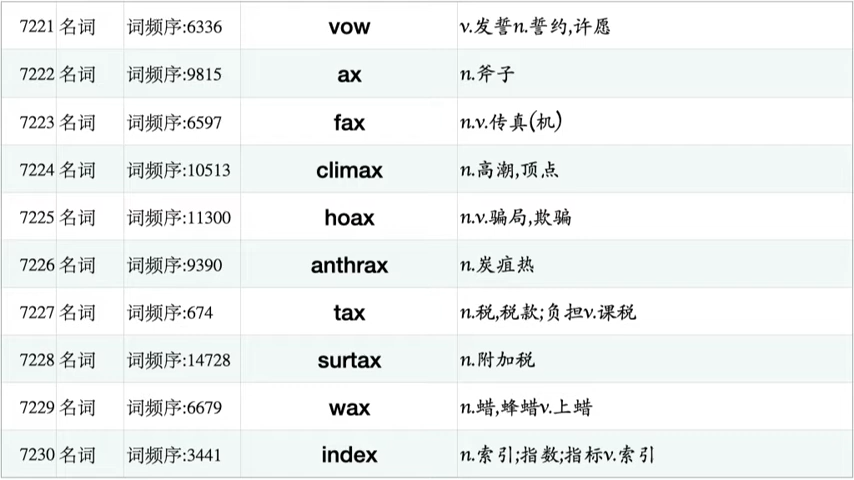 7221 名词 词频序:6336 vow v.发誓n.誓约,许愿
7222 名词 词频序:9815 ax n.斧子
7223 名词 词频序:6597 fax n.v.传真(机)
7224 名词 词频序:10513 climax n.高潮,顶点
7225 名词 词频序:11300 hoax n.v.骗局,欺骗
7226 名词 词频序:9390 anthrax n.炭疽热
7227 名词 词频序:674 tax n.税,税款;负担v.课税
7228 名词 词频序:14728 surtax n.附加税
7229 名词 词频序:6679 wax n.蜡,蜂蜡v.上蜡
7230 名词 词频序:3441 index n.索引;指数;指标v.索引